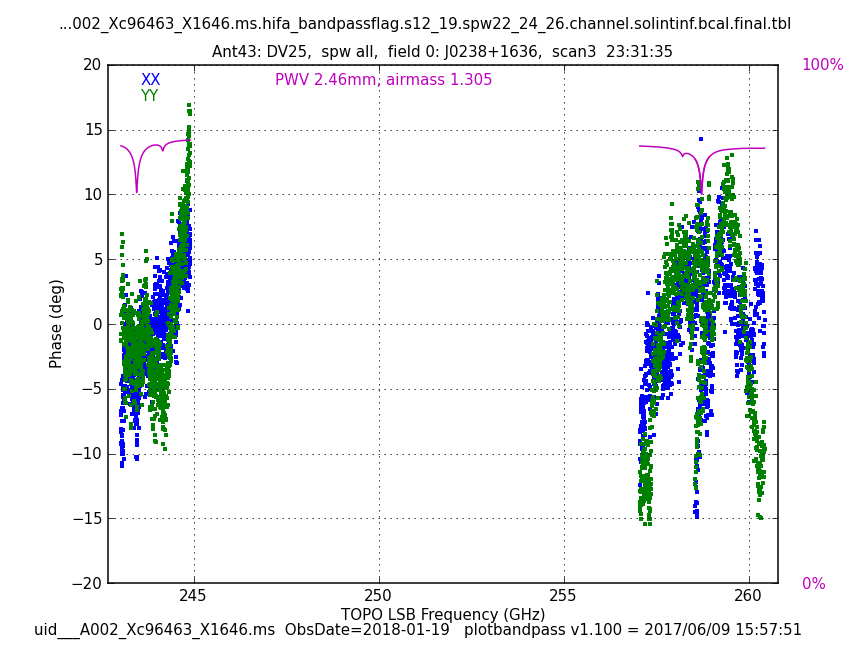 ...002_Xc96463_X1646.ms.hifa_bandpassflag.s12_19.spw22_24_26.channel.solintinf.bcal.final.tbl
Ant43: DV25,  spw all,  field 0: J0238+1636,  scan3  23:31:35
20
XX
PWV 2.46mm, airmass 1.305
100%
YY
15
10
5
0
Phase (deg)
−5
−10
−15
−20
0%
245
250
255
260
TOPO LSB Frequency (GHz)
uid___A002_Xc96463_X1646.ms  ObsDate=2018-01-19   plotbandpass v1.100 = 2017/06/09 15:57:51